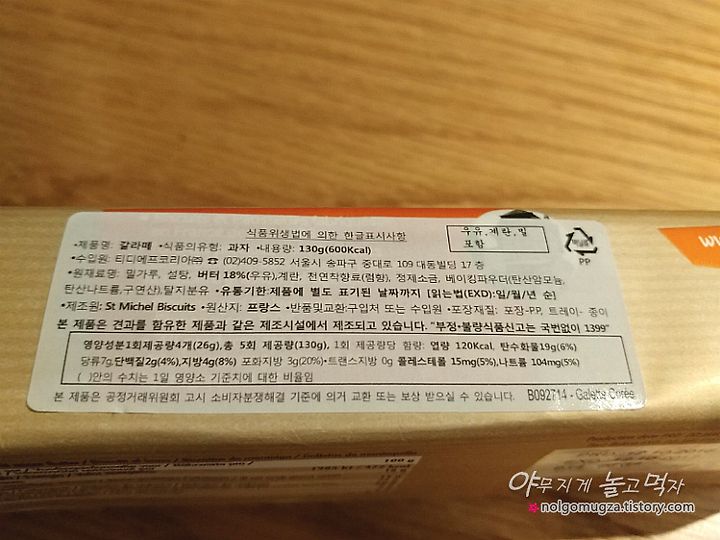 식품위생법에 의한 한글표시사항
우유,계란,밀
포함
PP
•제품명: 갈라떼 •식품의유형: 과자 •내용량: 130g(600Kcal)
•수입원: 티디에프코리아㈜ ☎ (02)409-5852 서울시 송파구 중대로 109 대동빌딩 17 층
•원재료명: 밀가루, 설탕, 버터 18%(우유),계란, 천연착향료(럼향), 정제소금, 베이킹파우더(탄산암모늄,
탄산나트륨,구연산),탈지분유 •유통기한:제품에 별도 표기된 날짜까지 [읽는법(EXD):일/월/년 순]
•제조원: St Michel Biscuits •원산지: 프랑스 •반품및교환:구입처 또는 수입원 •포장재질: 포장-PP, 트레이- 종이
본 제품은 견과를 함유한 제품과 같은 제조시설에서 제조되고 있습니다. "부정•불량식품신고는 국번없이 1399"
영양성분1회제공량4개(26g),총 5회 제공량(130g), 1회 제공량당 함량: 열량 120Kcal, 탄수화물19g(6%)
당류7g,단백질2g(4%),지방4g(8%) 포화지방 3g(20%)•트랜스지방 0g 콜레스테롤 15mg(5%),나트륨 104mg(5%)
( )안의 수치는 1일 영양소 기준치에 대한 비율임
본 제품은 공정거래위원회 고시 소비자분쟁해결 기준에 의거 교환 또는 보상 받으실 수 있습니다.
B092714 - Galette Coree
100 g
야무지게 놀고먹자
nolgomugza.tistory.com